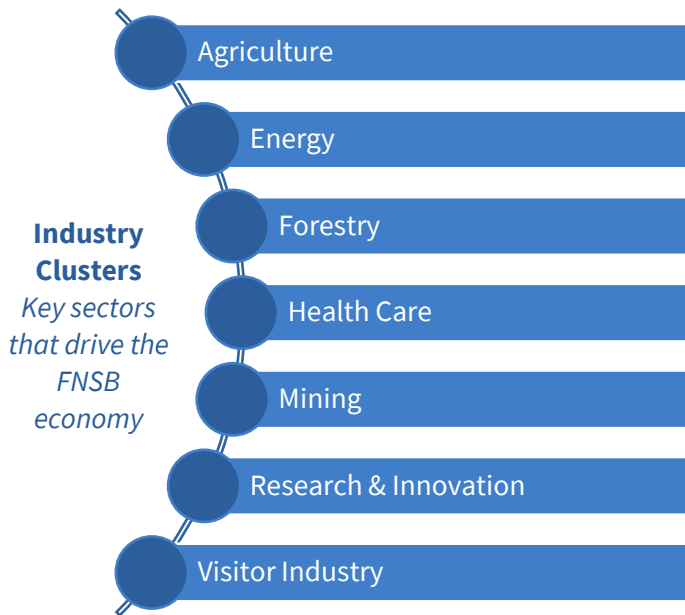 Agriculture
Energy
Forestry
Industry
Clusters
Key sectors
that drive the
FNSB
economy
Health Care
Mining
Research & Innovation
Visitor Industry